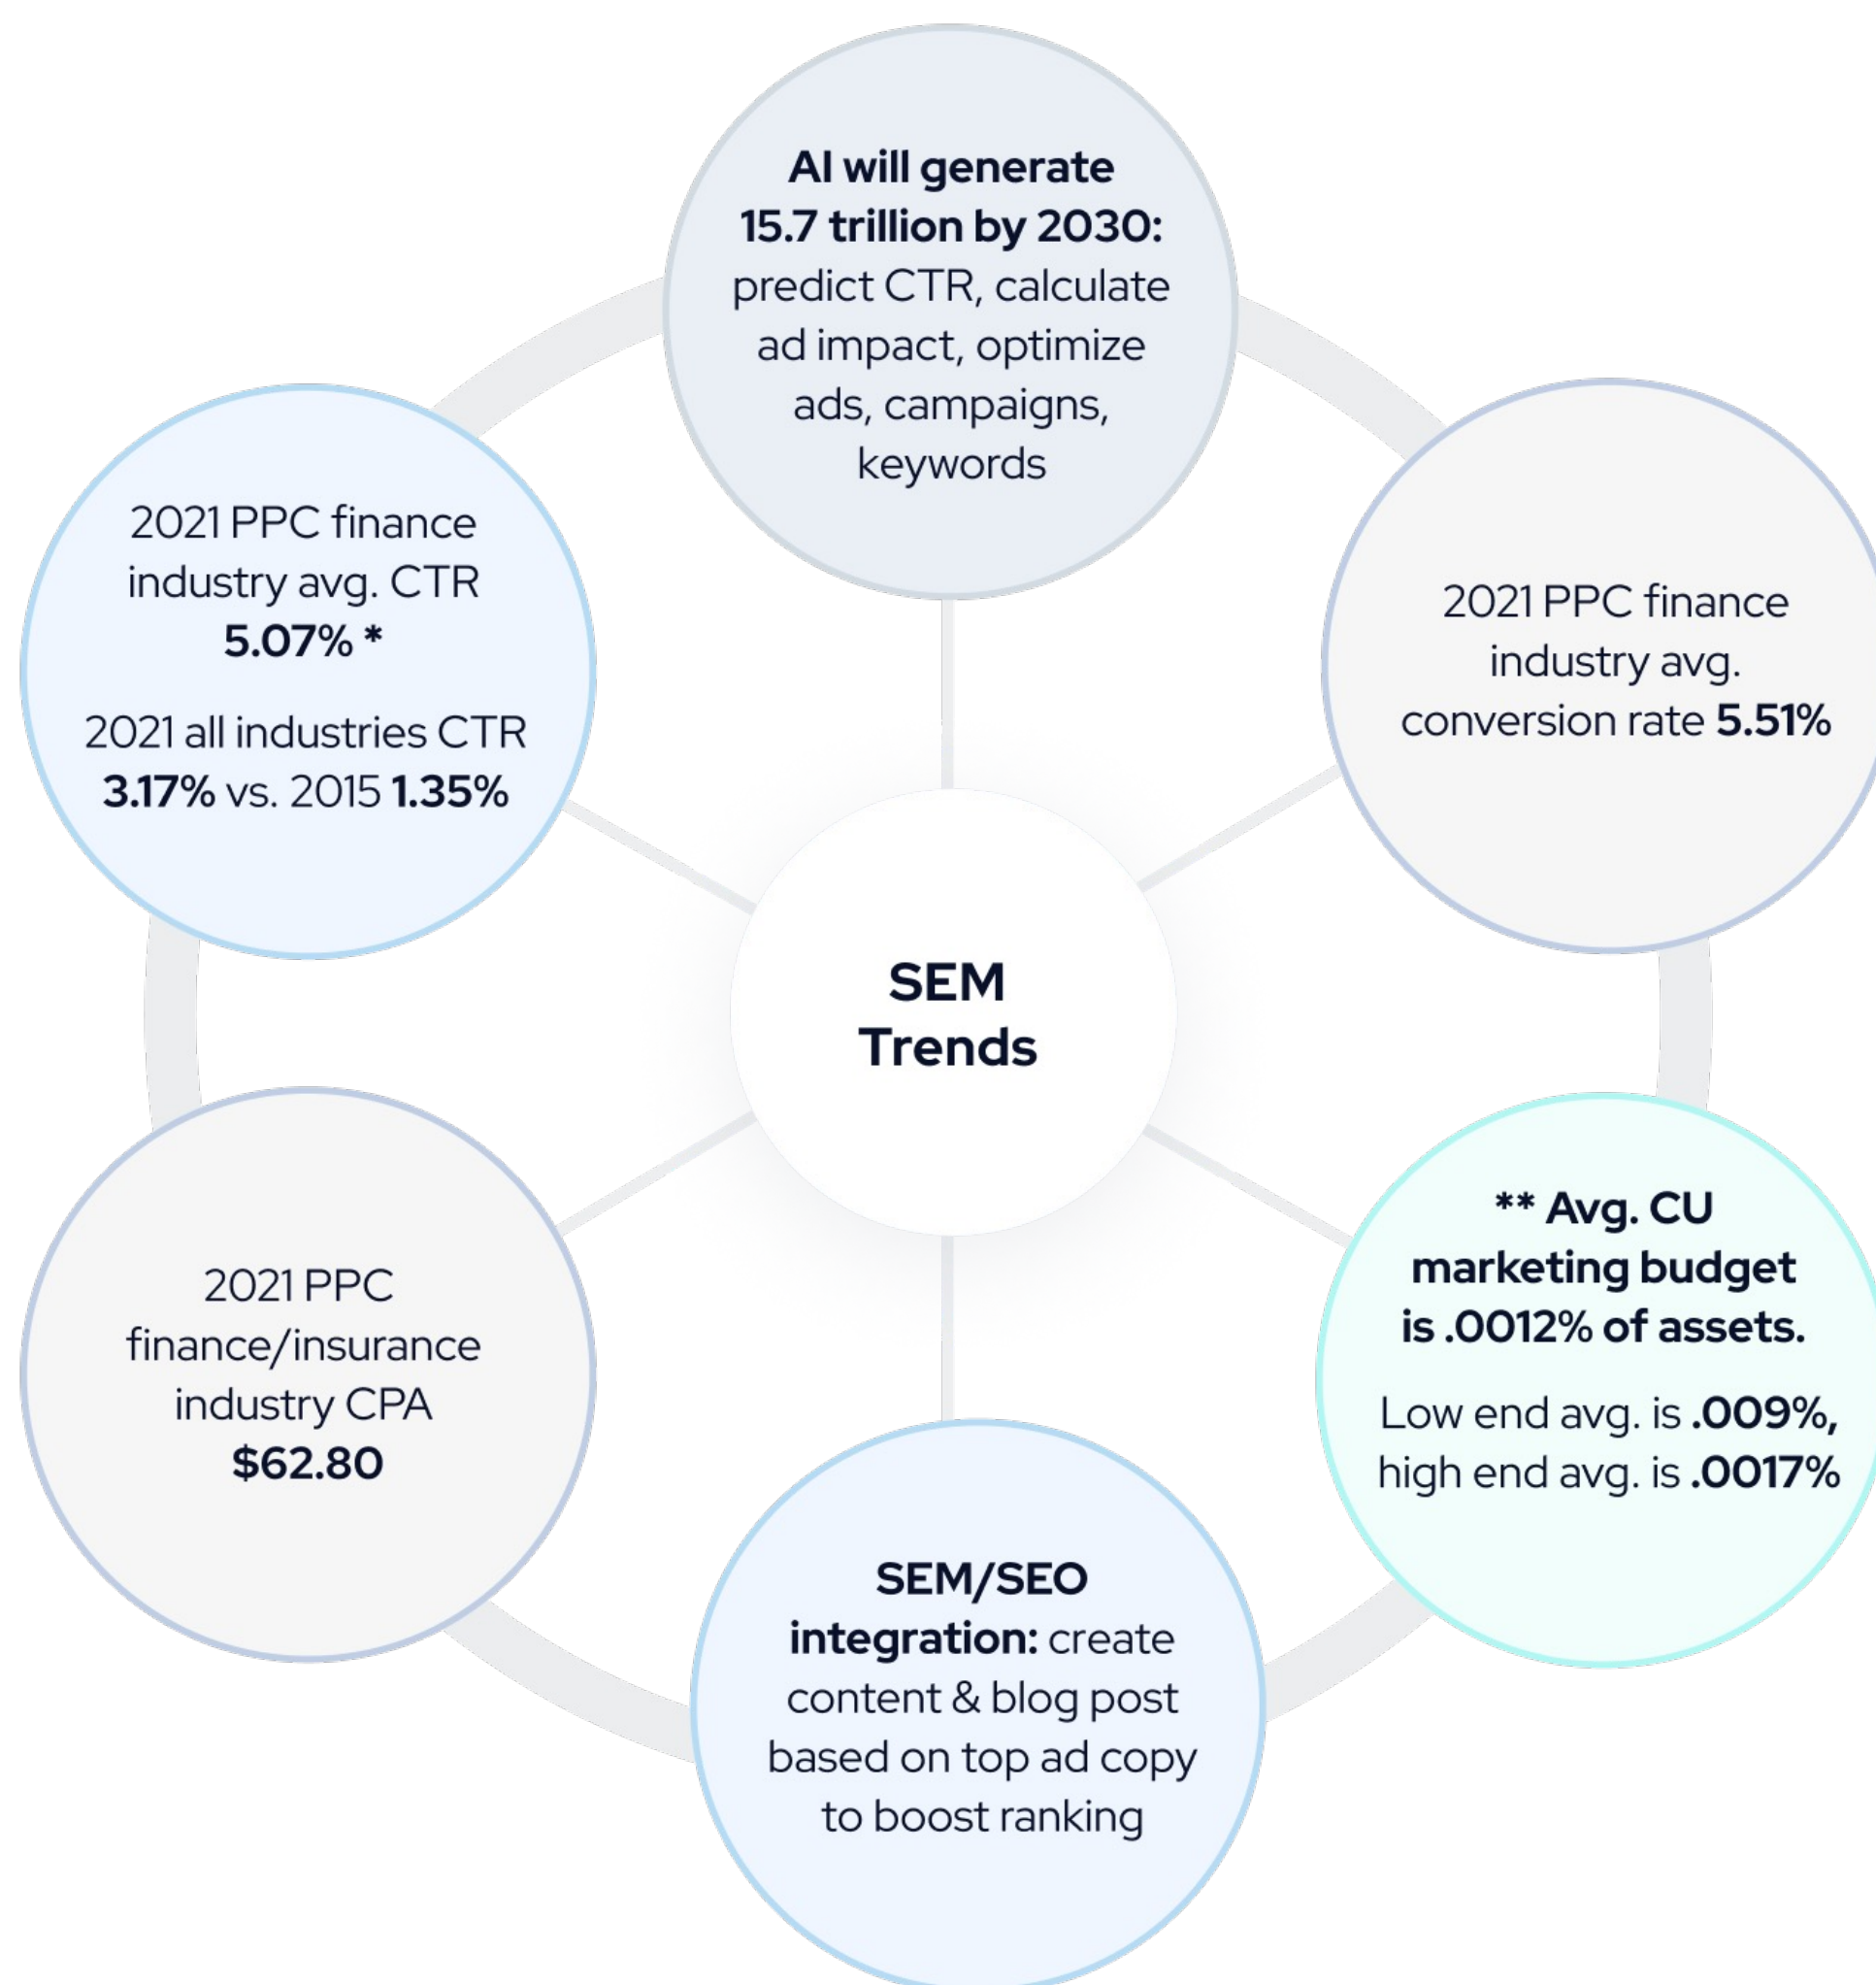 AI will generate
15.7 trillion by 2030:
predict CTR, calculate
ad impact, optimize
ads, campaigns,
keywords
2021 PPC finance
industry avg. CTR
5.07% *
2021 all industries CTR
3.17% vs. 2015 1.35%
2021 PPC finance
industry avg.
conversion rate 5.51%
SEM
Trends
2021 PPC
finance/insurance
industry CPA
$62.80
** Avg. CU
marketing budget
is .0012% of assets.
Low end avg. is .009%,
high end avg. is .0017%
SEM/SEO
integration: create
content & blog post
based on top ad copy
to boost ranking